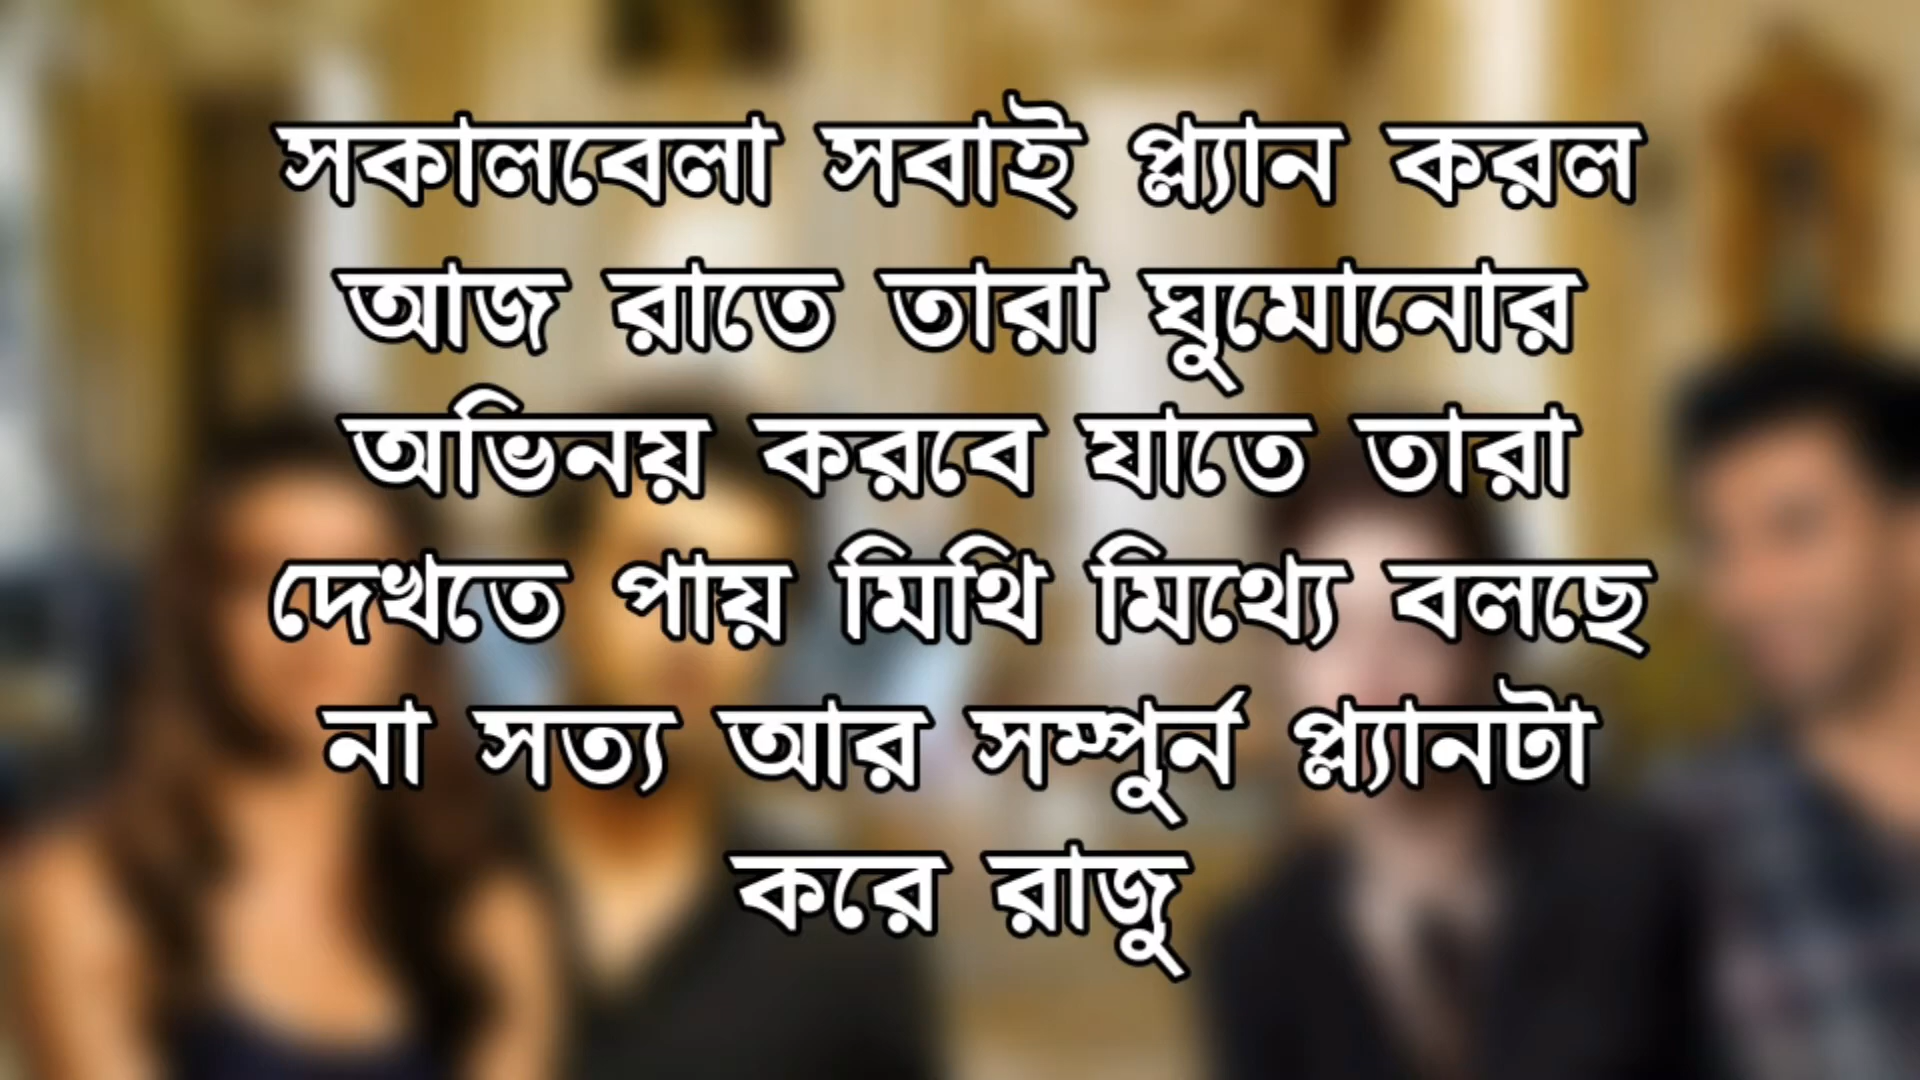 সকালবেলা সবাই প্ল্যান করল
আজ রাতে তারা ঘুমোনোর
অভিনয় করবে যাতে তারা
দেখতে পায় মিথি মিথ্যে বলছে
না সত্য আর সম্পুর্ন প্ল্যানটা
করে রাজু